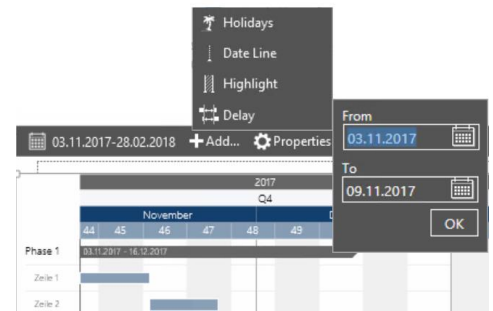 Holidays
Date Line
Highlight
Delay
From
03.11.2017
To
09.11.2017
OK
03.11.2017-28.02.2018 Add... Properties
2017
Q4
November D
44 45 46 47 48 49
Phase 1 03.11.2017 - 16.12.2017
Zeile 1
Zeile 2